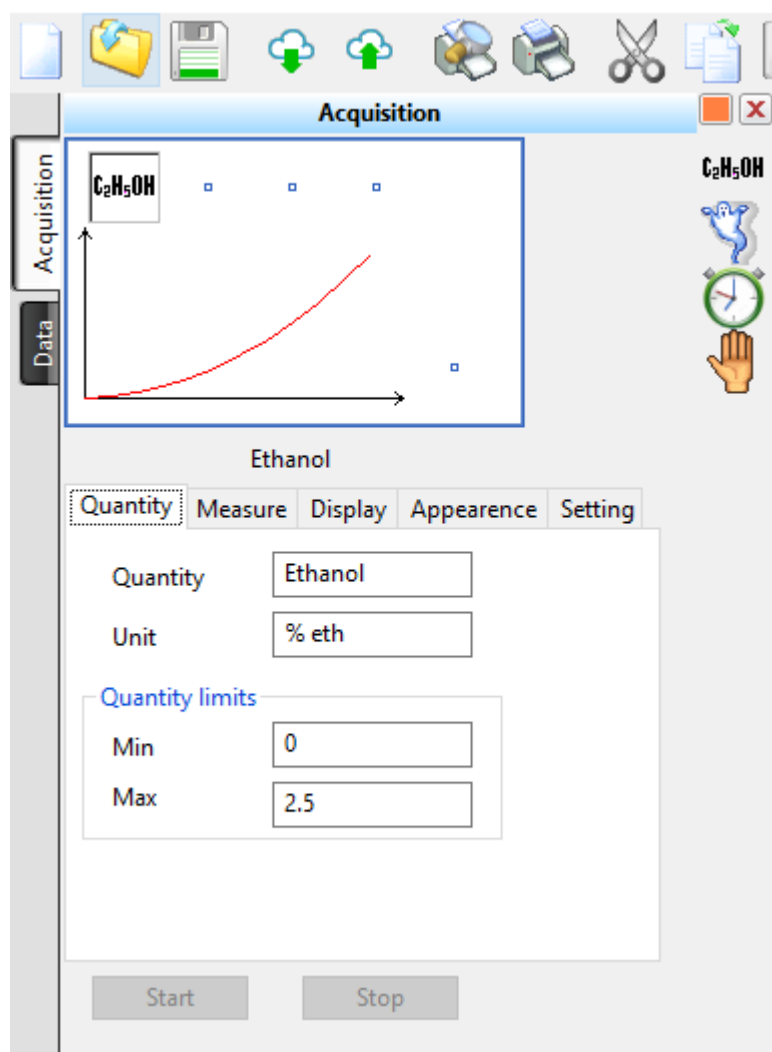 Acquisition
Acquisition
Data
C₂H₅OH
C₂H₅OH
Ethanol
Quantity Measure Display Appearence Setting
Quantity Ethanol
Unit % eth
Quantity limits
Min 0
Max 2.5
Start Stop